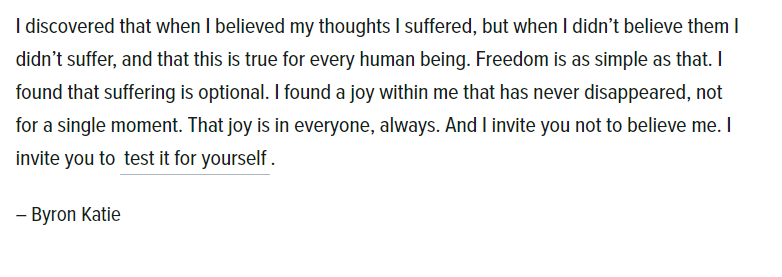 I discovered that when I believed my thoughts I suffered, but when I didn't believe them I
didn't suffer, and that this is true for every human being. Freedom is as simple as that. I
found that suffering is optional. I found a joy within me that has never disappeared, not
for a single moment. That joy is in everyone, always. And I invite you not to believe me. I
invite you to test it for yourself.
– Byron Katie